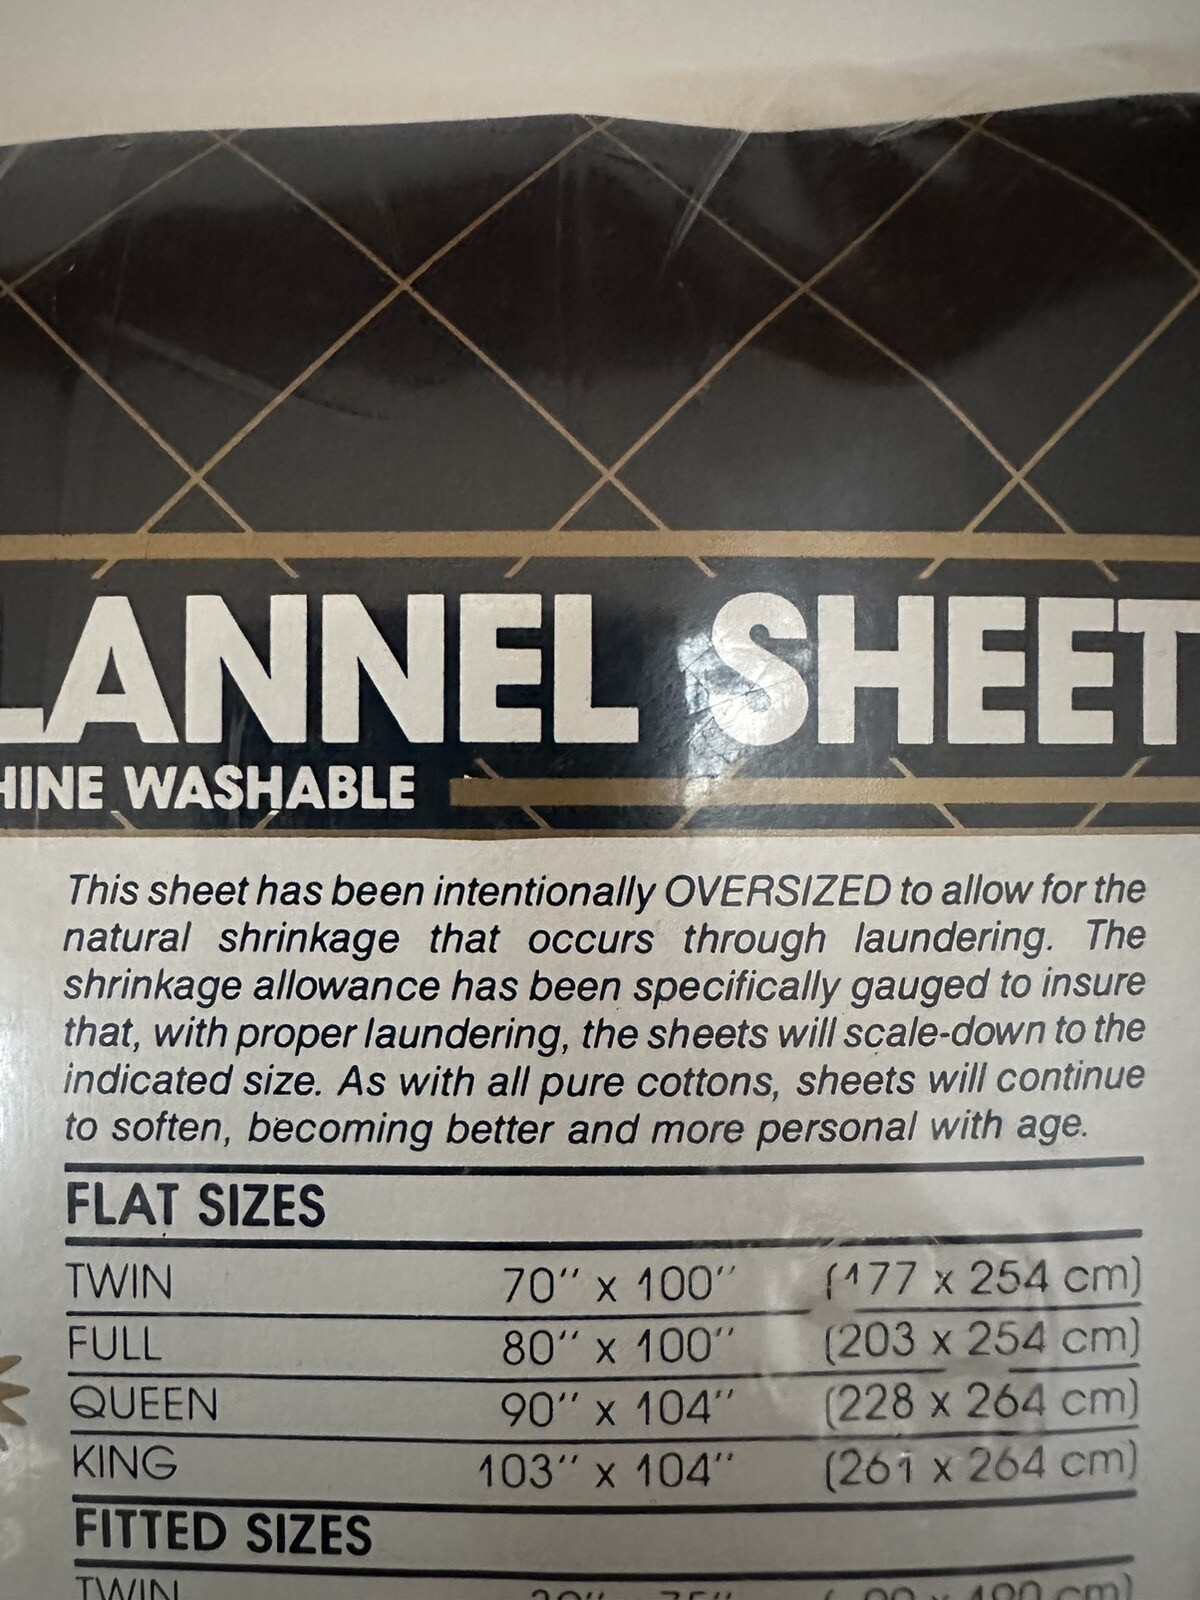 LANNEL SHEET
HINE WASHABLE
This sheet has been intentionally OVERSIZED to allow for the
natural shrinkage that occurs through laundering. The
shrinkage allowance has been specifically gauged to insure
that, with proper laundering, the sheets will scale-down to the
indicated size. As with all pure cottons, sheets will continue
to soften, becoming better and more personal with age.
FLAT SIZES
TWIN 70" x 100" (177 x 254 cm)
FULL 80" x 100" (203 x 254 cm)
QUEEN 90" x 104" (228 x 264 cm)
KING 103" x 104" (261 x 264 cm)
FITTED SIZES
TWIN 75" cm)